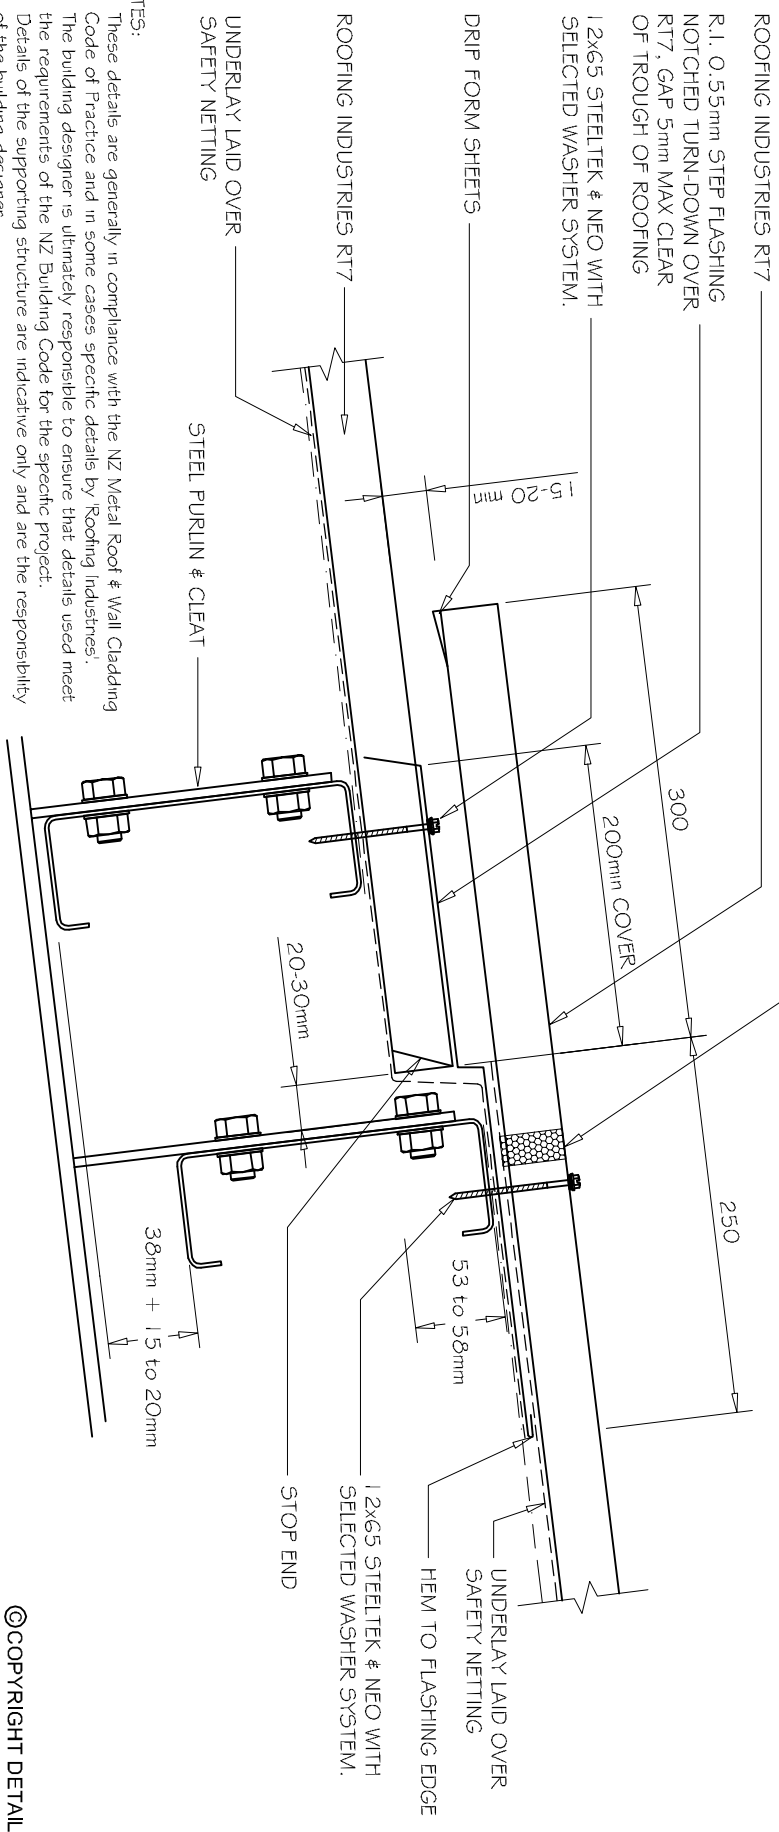 ROOFING INDUSTRIES RT7
R.I. 0.55mm STEP FLASHING
NOTCHED TURN-DOWN OVER
RT7, GAP 5mm MAX CLEAR
OF TROUGH OF ROOFING
12x65 STEELTEK & NEO WITH
SELECTED WASHER SYSTEM.
DRIP FORM SHEETS
ROOFING INDUSTRIES RT7
UNDERLAY LAID OVER
SAFETY NETTING
15-20 min
300
200min COVER
250
STEEL PURLIN & CLEAT
20-30mm
53 to 58mm
38mm + 15 to 20mm
UNDERLAY LAID OVER
SAFETY NETTING
HEM TO FLASHING EDGE
12x65 STEELTEK & NEO WITH
SELECTED WASHER SYSTEM.
STOP END
TES:
These details are generally in compliance with the NZ Metal Roof & Wall Cladding
Code of Practice and in some cases specific details by 'Roofing Industries'.
The building designer is ultimately responsible to ensure that details used meet
the requirements of the NZ Building Code for the specific project.
Details of the supporting structure are indicative only and are the responsibility
of the building designer.
©COPYRIGHT DETAIL